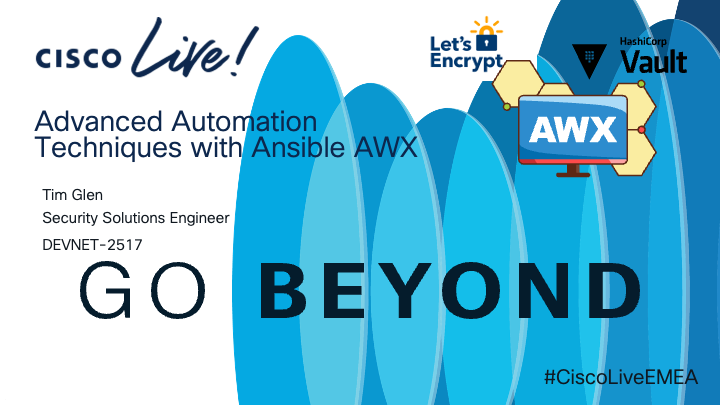 CISCO Live!
Let's
Encrypt
HashiCorp
Vault
AWX
Advanced Automation
Techniques with Ansible AWX
Tim Glen
Security Solutions Engineer
DEVNET-2517
GO BEYOND
#CiscoLiveEMEA